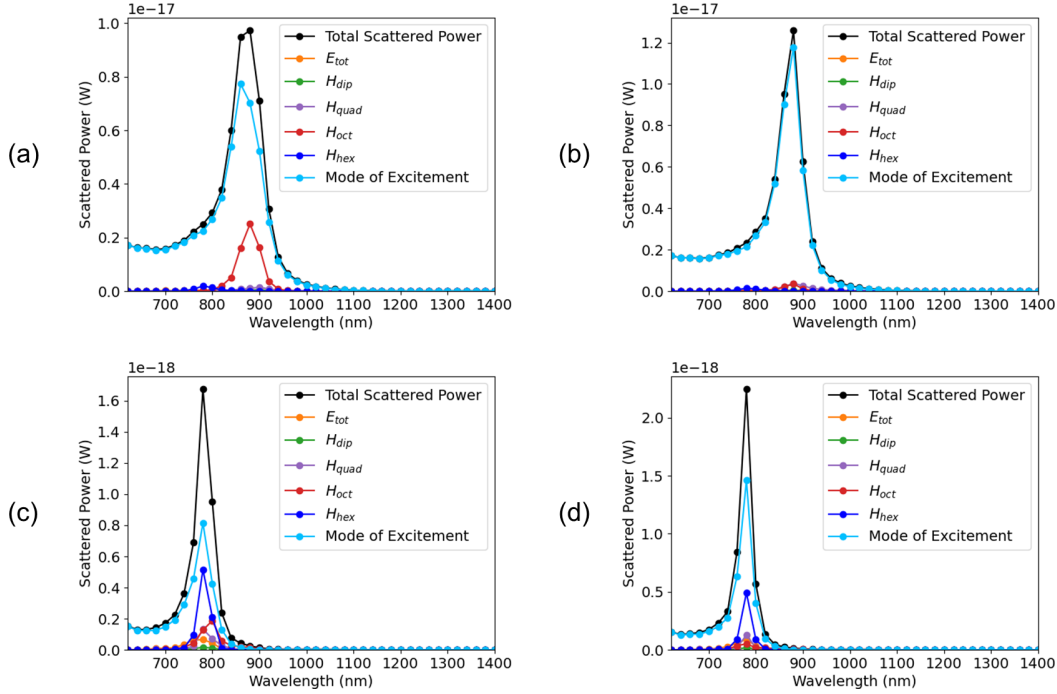 (a)
1e−17
1.0
0.8
0.6
0.4
0.2
0.0
Scattered Power (W)
Total Scattered Power
E_tot
H_dip
H_quad
H_oct
H_hex
Mode of Excitement
700 800 900 1000 1100 1200 1300 1400
Wavelength (nm)
(b)
1e−17
1.2
1.0
0.7
0.5
0.2
0.0
Scattered Power (W)
Total Scattered Power
E_tot
H_dip
H_quad
H_oct
H_hex
Mode of Excitement
700 800 900 1000 1100 1200 1300 1400
Wavelength (nm)
(c)
1e−18
1.6
1.4
1.2
1.0
0.8
0.6
0.4
0.2
0.0
Scattered Power (W)
Total Scattered Power
E_tot
H_dip
H_quad
H_oct
H_hex
Mode of Excitement
700 800 900 1000 1100 1200 1300 1400
Wavelength (nm)
(d)
1e−18
2.0
1.5
1.0
0.5
0.0
Scattered Power (W)
Total Scattered Power
E_tot
H_dip
H_quad
H_oct
H_hex
Mode of Excitement
700 800 900 1000 1100 1200 1300 1400
Wavelength (nm)